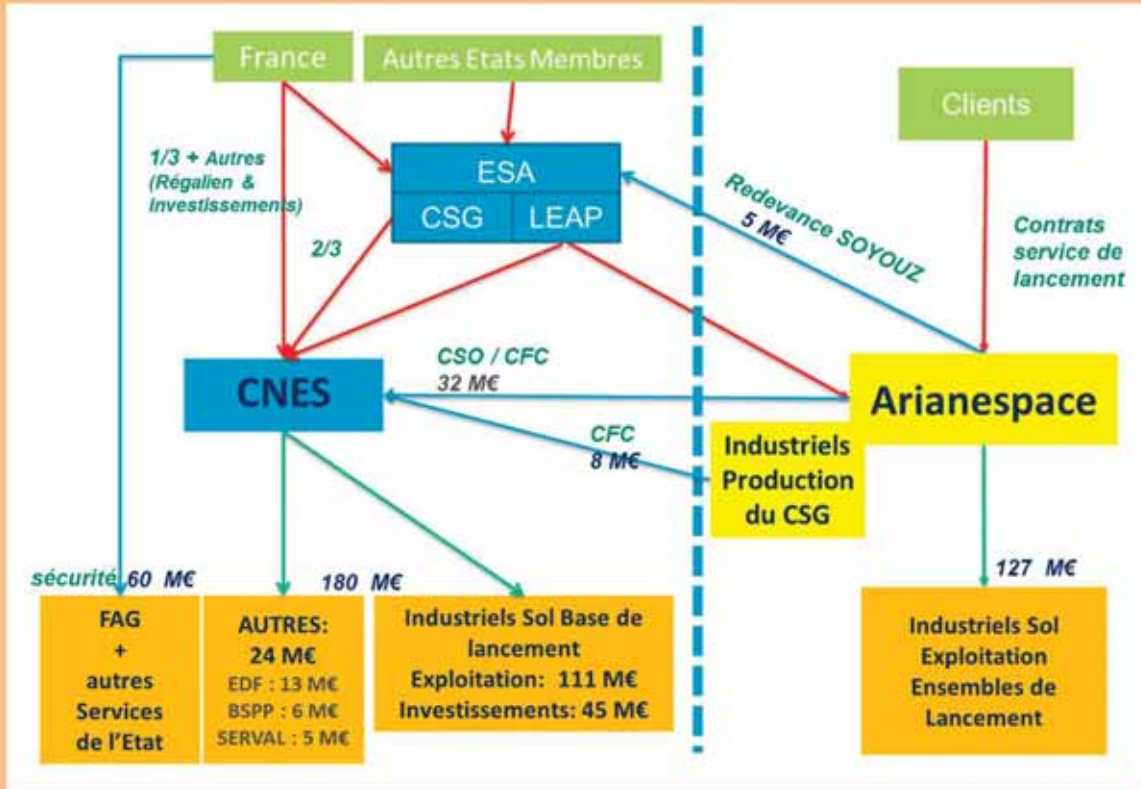 France
Autres Etats Membres
Clients
1/3 + Autres
(Régalien &
Investissements)
ESA
CSG
LEAP
2/3
Redevance SOYOUZ
5 M€
Contrats
service de
lancement
CNES
CSO / CFC
32 M€
Arianespace
CFC
8 M€
Industriels
Production
du CSG
sécurité 60 M€
180 M€
127 M€
FAG
+
autres
Services
de l'Etat
AUTRES:
24 M€
EDF : 13 M€
BSPP : 6 M€
SERVAL : 5 M€
Industriels Sol Base de
lancement
Exploitation: 111 M€
Investissements: 45 M€
Industriels Sol
Exploitation
Ensembles de
Lancement